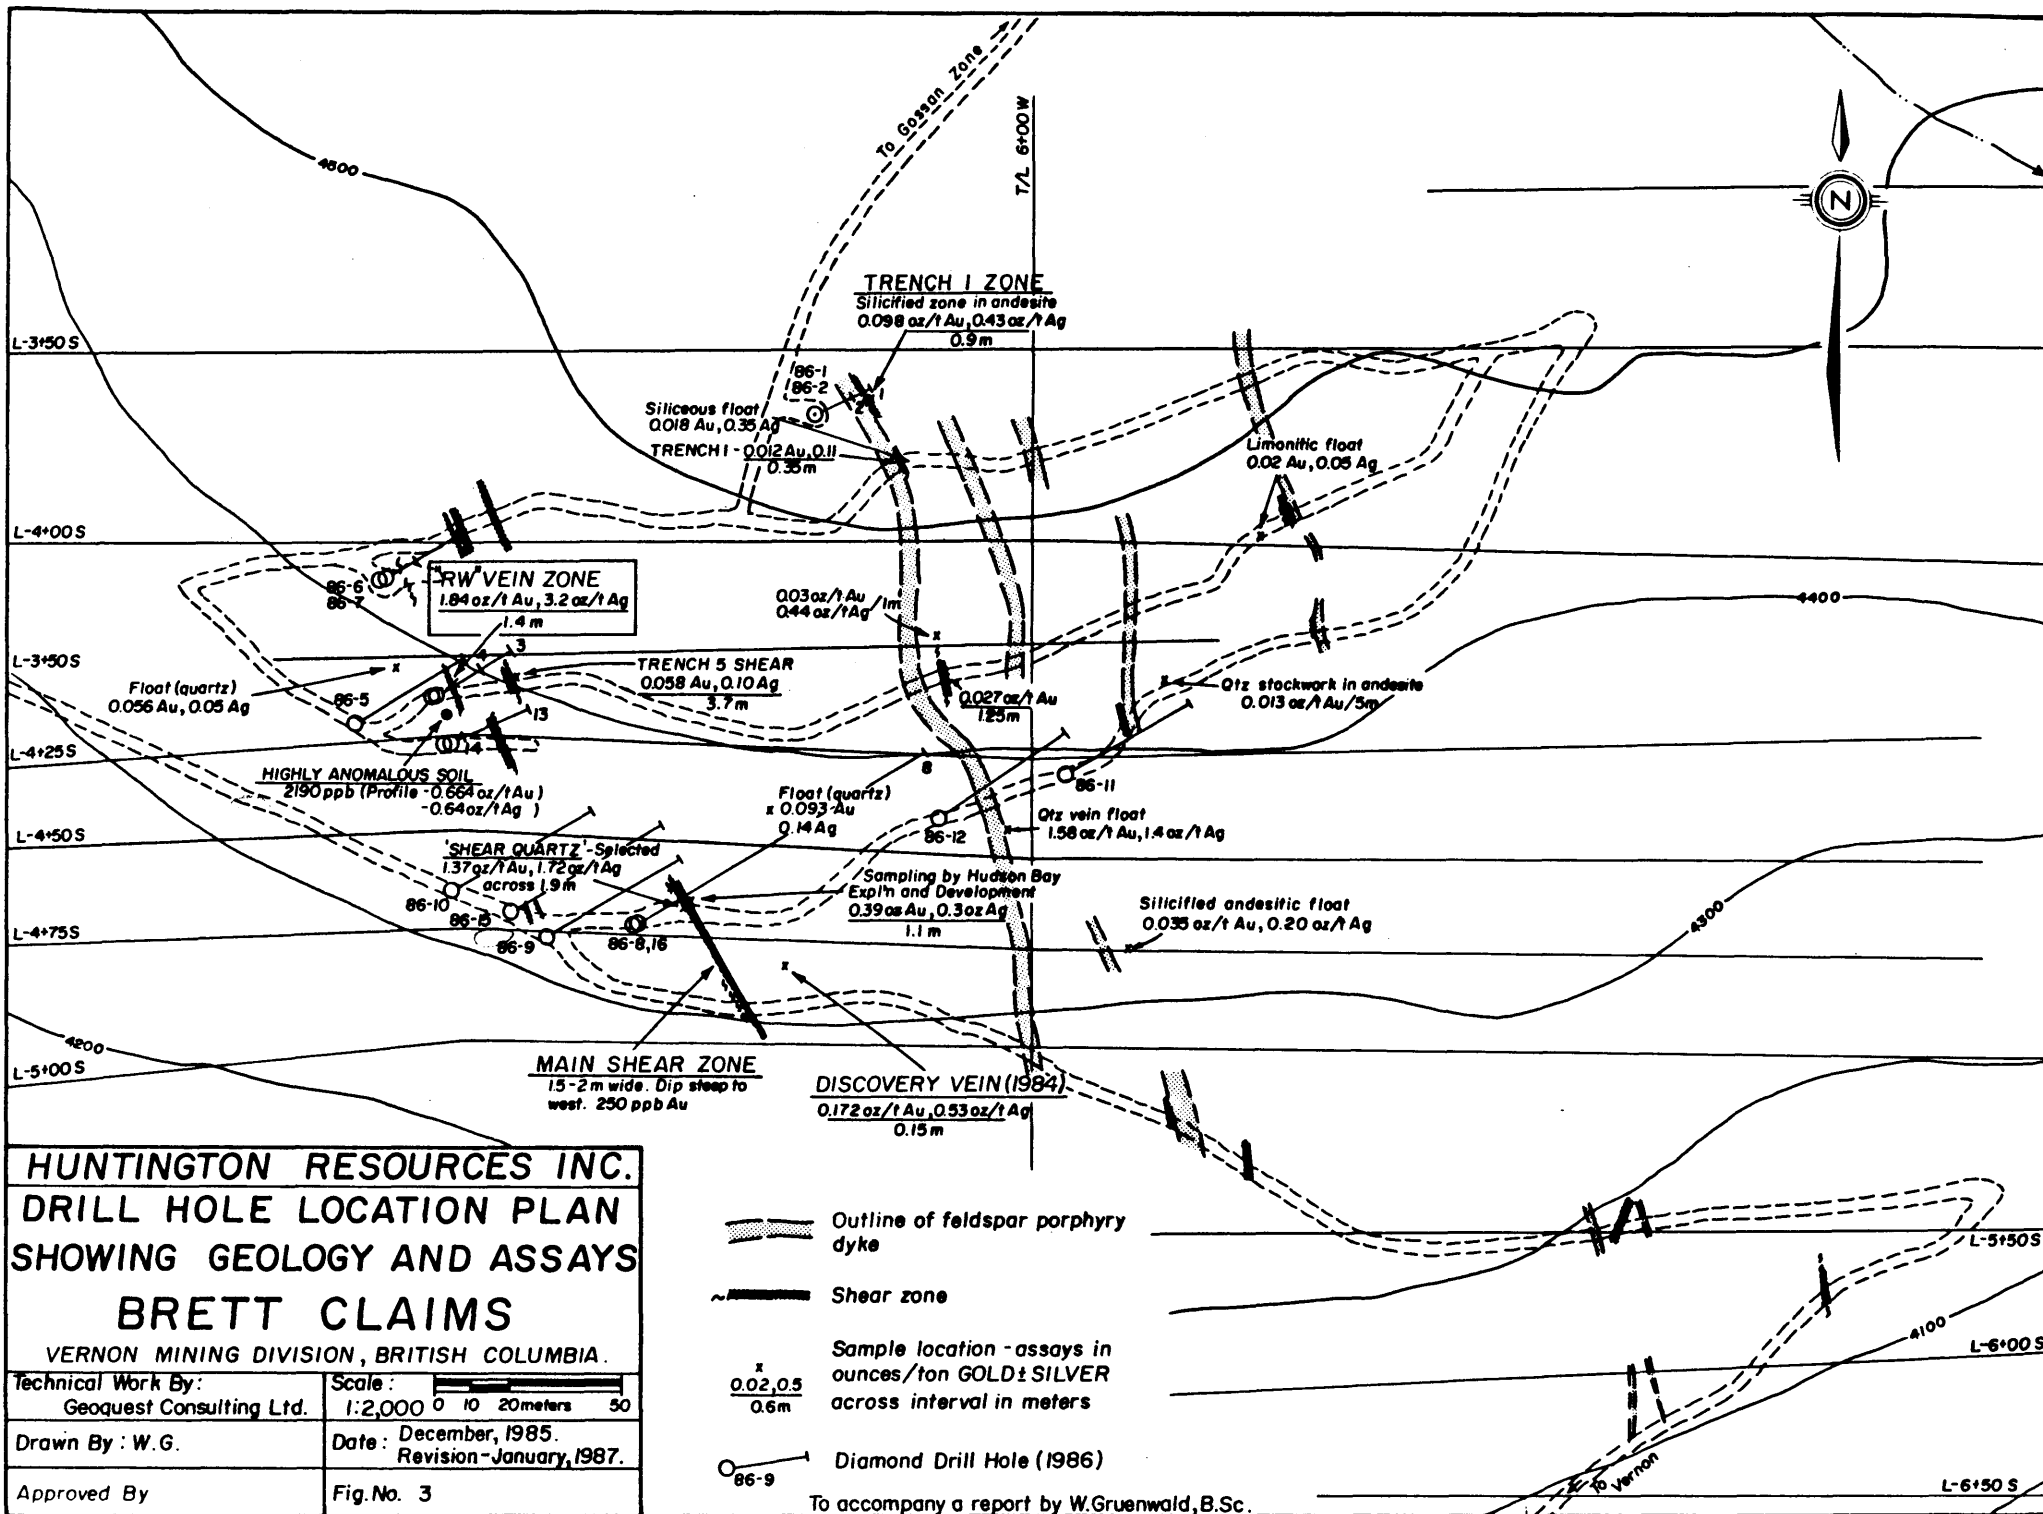 To Gossan Zone
T/L 6+00W
4500
N
TRENCH 1 ZONE
Silicified zone in andesite
0.098 oz/t Au, 0.43 oz/t Ag
0.9 m
L-3+50 S
86-1
86-2
2
Siliceous float
0.018 Au, 0.35 Ag
TRENCH 1 - 0.012 Au, 0.11
0.35 m
Limonitic float
0.02 Au, 0.05 Ag
L-4+00 S
86-6
86-7
"RW" VEIN ZONE
1.84 oz/t Au, 3.2 oz/t Ag
1.4 m
0.03 oz/t Au
0.44 oz/t Ag
1m
4400
L-3+50 S
3
4
TRENCH 5 SHEAR
0.058 Au, 0.10 Ag
3.7 m
Float (quartz)
0.056 Au, 0.05 Ag
86-5
13
14
0.027 oz/t Au
1.25m
Qtz stockwork in andesite
0.013 oz/t Au/5m
L-4+25 S
8
HIGHLY ANOMALOUS SOIL
2190 ppb (Profile -0.664 oz/t Au)
-0.64 oz/t Ag )
Float (quartz)
x 0.093 Au
0.14 Ag
86-11
86-12
Qtz vein float
1.58 oz/t Au, 1.4 oz/t Ag
L-4+50 S
'SHEAR QUARTZ' - Selected
1.37 oz/t Au, 1.72 oz/t Ag
across 1.9 m
Sampling by Hudson Bay
Expl'n and Development
0.39 oz Au, 0.3 oz Ag
1.1 m
86-10
86-15
86-9
86-8,16
Silicified andesitic float
0.035 oz/t Au, 0.20 oz/t Ag
4300
L-4+75 S
4200
L-5+00 S
MAIN SHEAR ZONE
1.5-2 m wide. Dip steep to
west. 250 ppb Au
DISCOVERY VEIN (1984)
0.172 oz/t Au, 0.53 oz/t Ag
0.15 m
L-5+50 S
4100
L-6+00 S
To Vernon
L-6+50 S
HUNTINGTON RESOURCES INC.
DRILL HOLE LOCATION PLAN
SHOWING GEOLOGY AND ASSAYS
BRETT CLAIMS
VERNON MINING DIVISION, BRITISH COLUMBIA.
Technical Work By:
Geoquest Consulting Ltd.
Scale:
1:2,000 0 10 20 meters 50
Drawn By: W.G.
Date: December, 1985.
Revision-January, 1987.
Approved By
Fig. No. 3
Outline of feldspar porphyry
dyke
Shear zone
x
0.02, 0.5
0.6m
Sample location - assays in
ounces/ton GOLD ± SILVER
across interval in meters
86-9
Diamond Drill Hole (1986)
To accompany a report by W. Gruenwald, B.Sc.